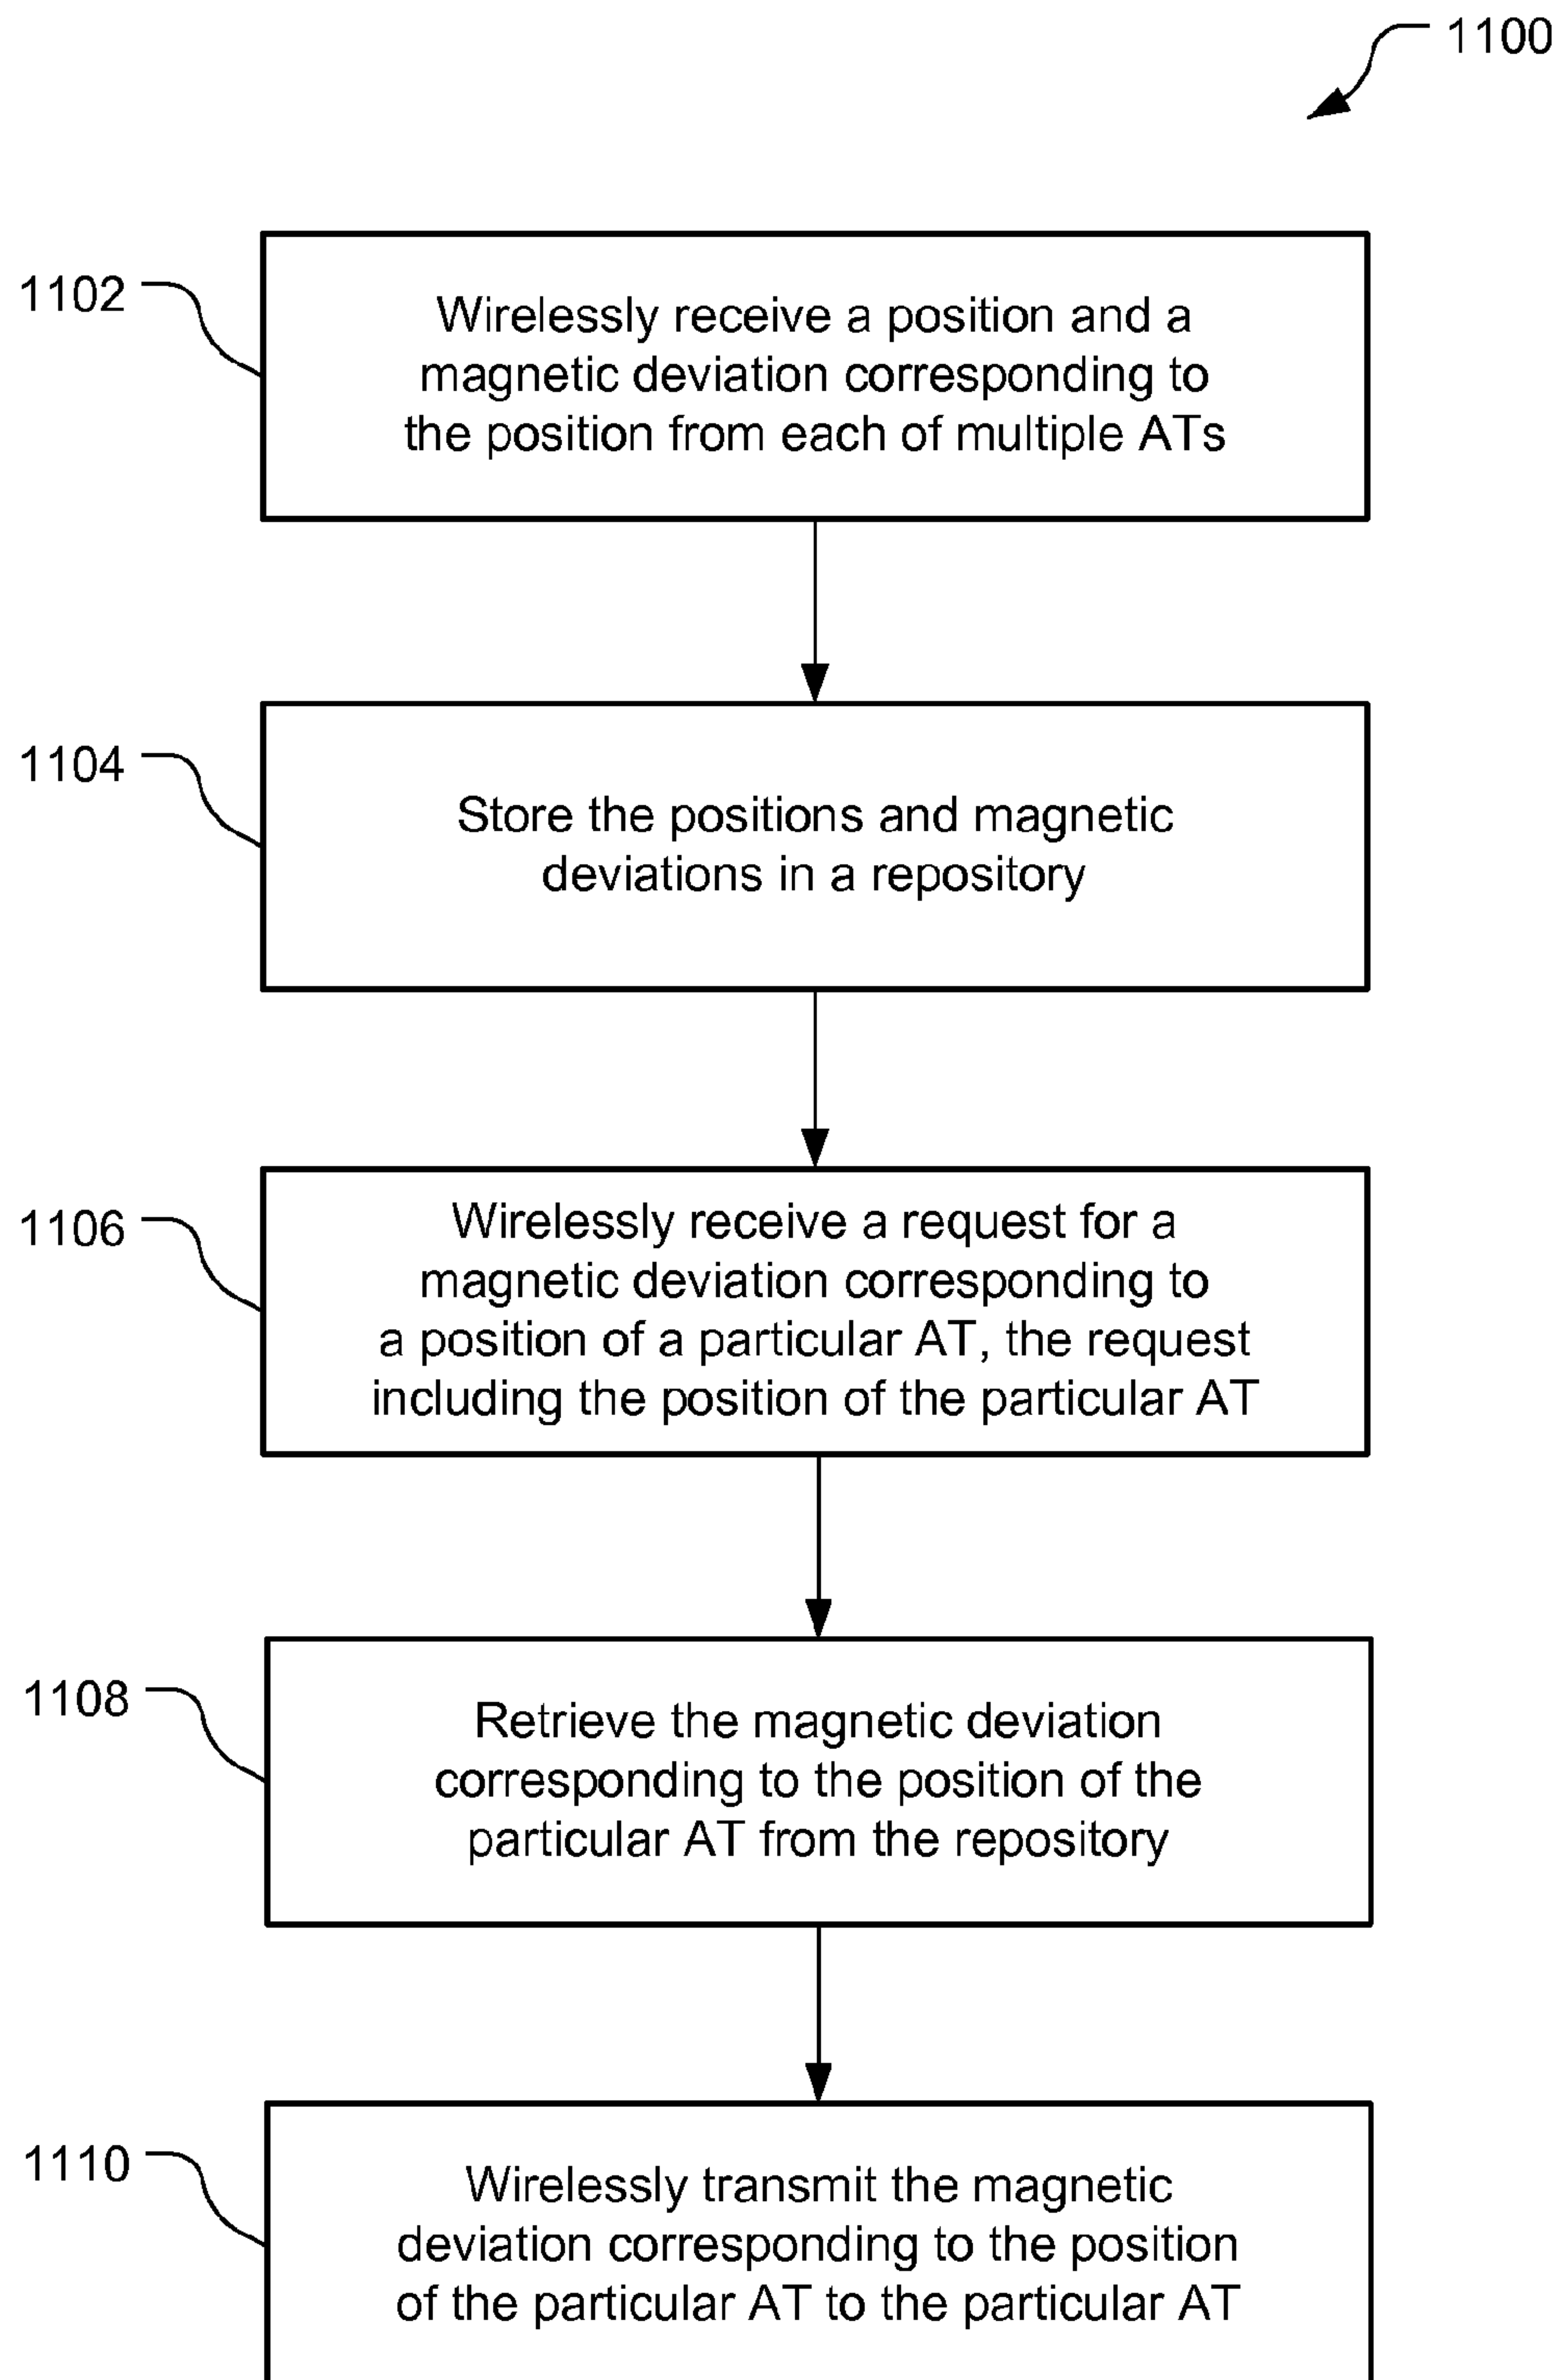 1100
1102
Wirelessly receive a position and a
magnetic deviation corresponding to
the position from each of multiple ATs
1104
Store the positions and magnetic
deviations in a repository
1106
Wirelessly receive a request for a
magnetic deviation corresponding to
a position of a particular AT, the request
including the position of the particular AT
1108
Retrieve the magnetic deviation
corresponding to the position of the
particular AT from the repository
1110
Wirelessly transmit the magnetic
deviation corresponding to the position
of the particular AT to the particular AT